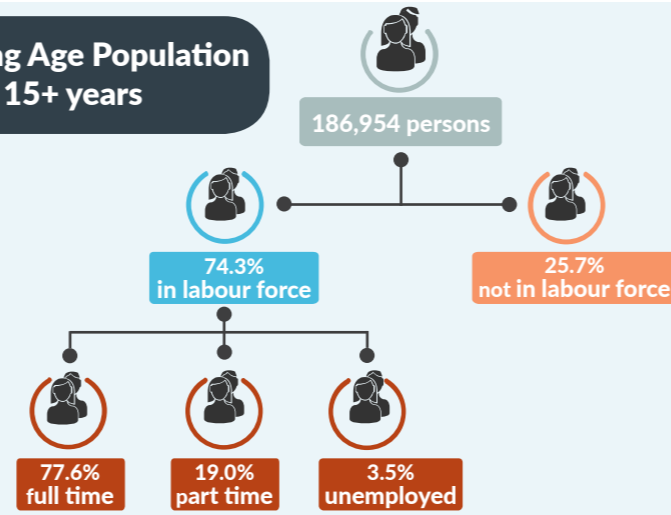 g Age Population
15+ years
186,954 persons
74.3%
in labour force
25.7%
not in labour force
77.6%
full time
19.0%
part time
3.5%
unemployed